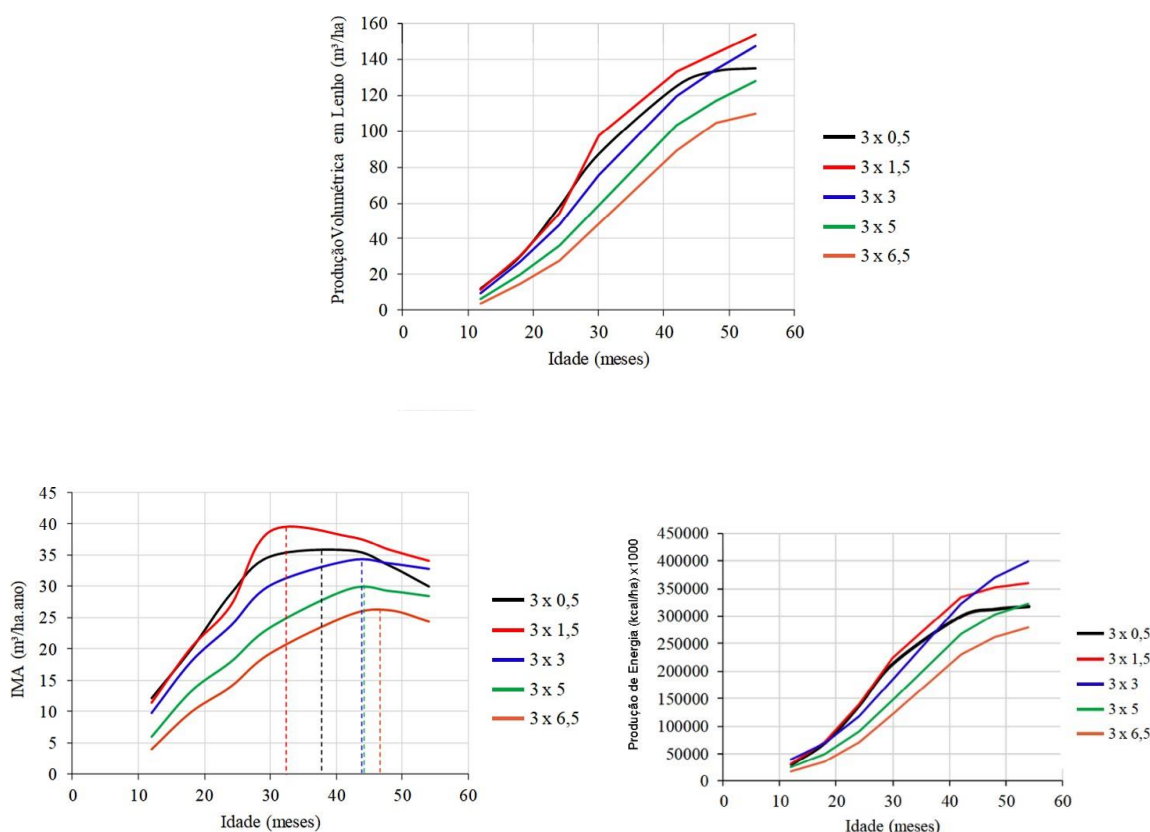 ProduçãoVolumétrica em Lenho (m³/ha)
160
140
120
100
80
60
40
20
0
0 10 20 30 40 50 60
Idade (meses)
3 x 0,5
3 x 1,5
3 x 3
3 x 5
3 x 6,5
IMA (m³/ha.ano)
45
40
35
30
25
20
15
10
5
0
0 10 20 30 40 50 60
Idade (meses)
3 x 0,5
3 x 1,5
3 x 3
3 x 5
3 x 6,5
Produção de Energia (kcal/ha) x1000
450000
400000
350000
300000
250000
200000
150000
100000
50000
0
0 10 20 30 40 50 60
Idade (meses)
3 x 0,5
3 x 1,5
3 x 3
3 x 5
3 x 6,5